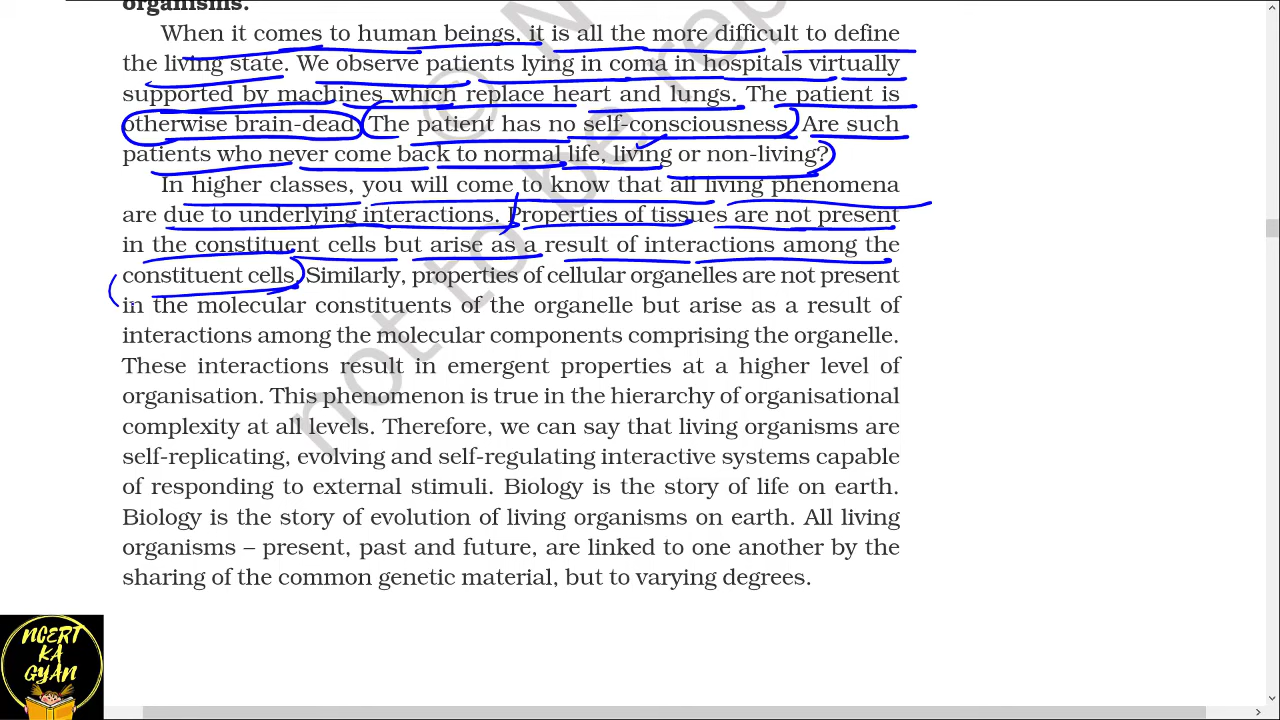 organisms.
When it comes to human beings, it is all the more difficult to define
the living state. We observe patients lying in coma in hospitals virtually
supported by machines which replace heart and lungs. The patient is
otherwise brain-dead. The patient has no self-consciousness. Are such
patients who never come back to normal life, living or non-living?
In higher classes, you will come to know that all living phenomena
are due to underlying interactions. Properties of tissues are not present
in the constituent cells but arise as a result of interactions among the
constituent cells. Similarly, properties of cellular organelles are not present
in the molecular constituents of the organelle but arise as a result of
interactions among the molecular components comprising the organelle.
These interactions result in emergent properties at a higher level of
organisation. This phenomenon is true in the hierarchy of organisational
complexity at all levels. Therefore, we can say that living organisms are
self-replicating, evolving and self-regulating interactive systems capable
of responding to external stimuli. Biology is the story of life on earth.
Biology is the story of evolution of living organisms on earth. All living
organisms – present, past and future, are linked to one another by the
sharing of the common genetic material, but to varying degrees.
© N
not to be rep
NCERT
KA
GYAN